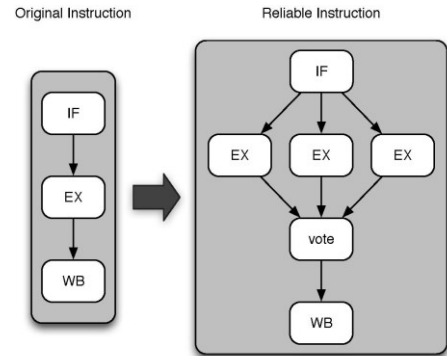 Original Instruction
Reliable Instruction
IF
EX
WB
IF
EX EX EX
vote
WB